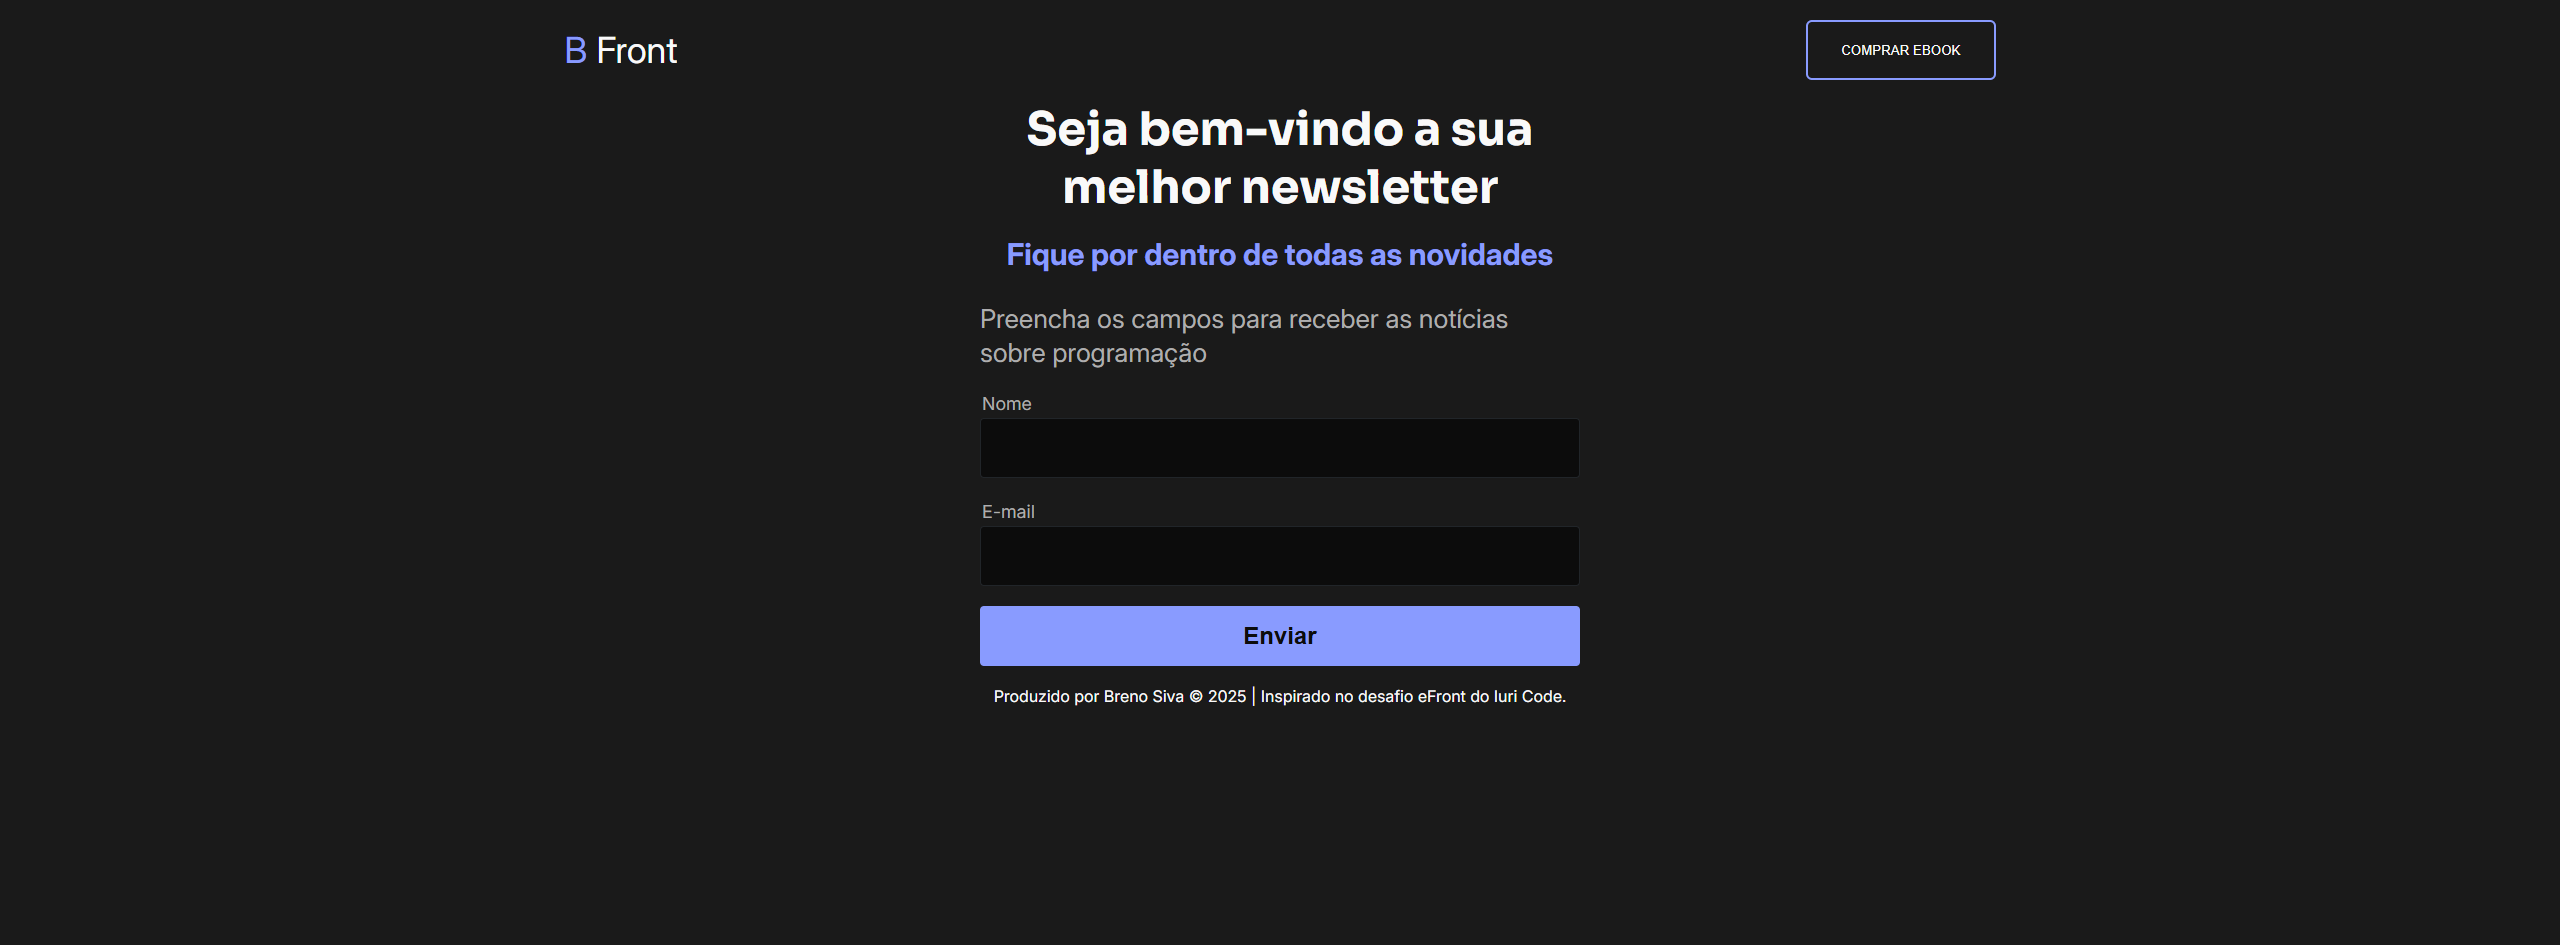 B Front
COMPRAR EBOOK
Seja bem-vindo a sua
melhor newsletter
Fique por dentro de todas as novidades
Preencha os campos para receber as notícias
sobre programação
Nome
E-mail
Enviar
Produzido por Breno Siva © 2025 | Inspirado no desafio eFront do Iuri Code.